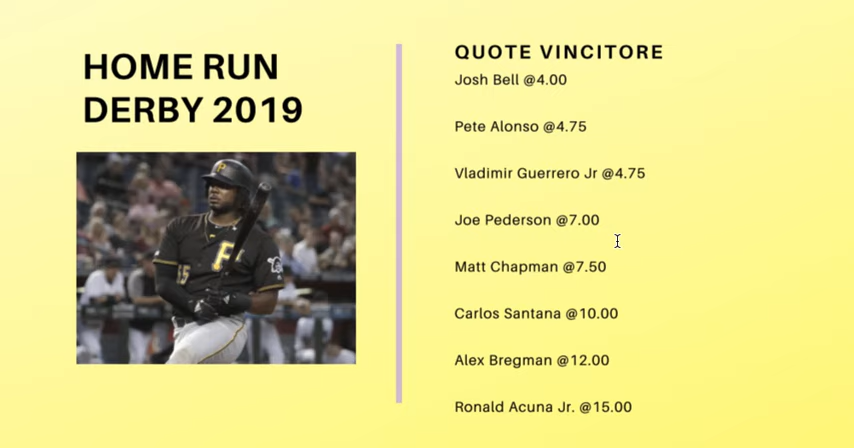 HOME RUN
DERBY 2019
P
P
15
QUOTE VINCITORE
Josh Bell @4.00
Pete Alonso @4.75
Vladimir Guerrero Jr @4.75
Joe Pederson @7.00
Matt Chapman @7.50
Carlos Santana @10.00
Alex Bregman @12.00
Ronald Acuna Jr. @15.00